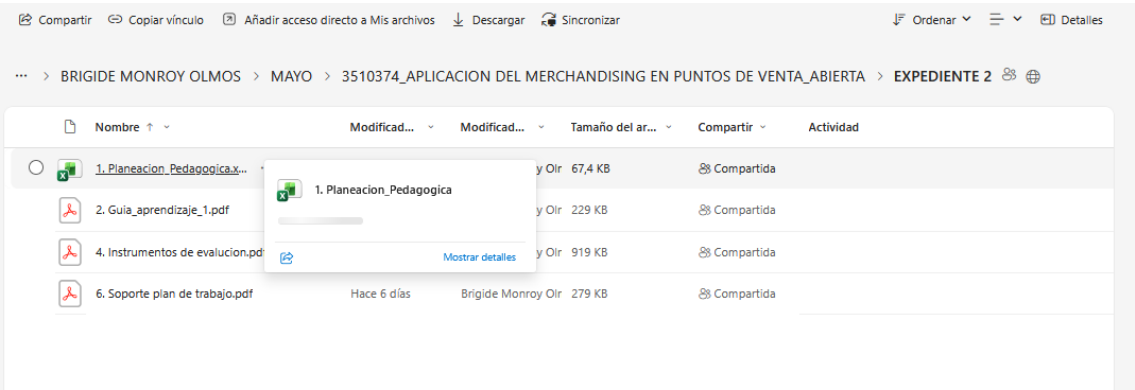 Compartir Copiar vínculo Añadir acceso directo a Mis archivos Descargar Sincronizar Ordenar Detalles
... > BRIGIDE MONROY OLMOS > MAYO > 3510374_APLICACION DEL MERCHANDISING EN PUNTOS DE VENTA_ABIERTA > EXPEDIENTE 2
Nombre ↑ Modificad... Modificad... Tamaño del ar... Compartir Actividad
1. Planeacion_Pedagogica.x... y Olr 67,4 KB Compartida
1. Planeacion_Pedagogica
2. Guia_aprendizaje_1.pdf y Olr 229 KB Compartida
4. Instrumentos de evalucion.pd y Olr 919 KB Compartida
Mostrar detalles
6. Soporte plan de trabajo.pdf Hace 6 días Brigide Monroy Olr 279 KB Compartida